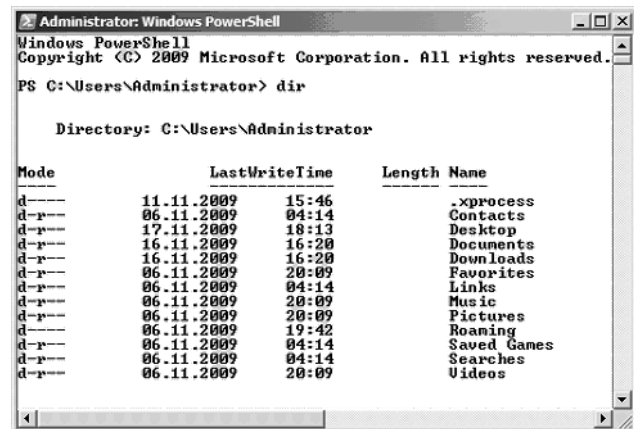 Administrator: Windows PowerShell
Windows PowerShell
Copyright (C) 2009 Microsoft Corporation. All rights reserved.
PS C:\Users\Administrator> dir
Directory: C:\Users\Administrator
Mode LastWriteTime Length Name
---- ------------- ------ ----
d---- 11.11.2009 15:46 .xprocess
d-r-- 06.11.2009 04:14 Contacts
d-r-- 17.11.2009 18:13 Desktop
d-r-- 16.11.2009 16:20 Documents
d-r-- 16.11.2009 16:20 Downloads
d-r-- 06.11.2009 20:09 Favorites
d-r-- 06.11.2009 04:14 Links
d-r-- 06.11.2009 20:09 Music
d-r-- 06.11.2009 20:09 Pictures
d---- 06.11.2009 19:42 Roaming
d-r-- 06.11.2009 04:14 Saved Games
d-r-- 06.11.2009 04:14 Searches
d-r-- 06.11.2009 20:09 Videos